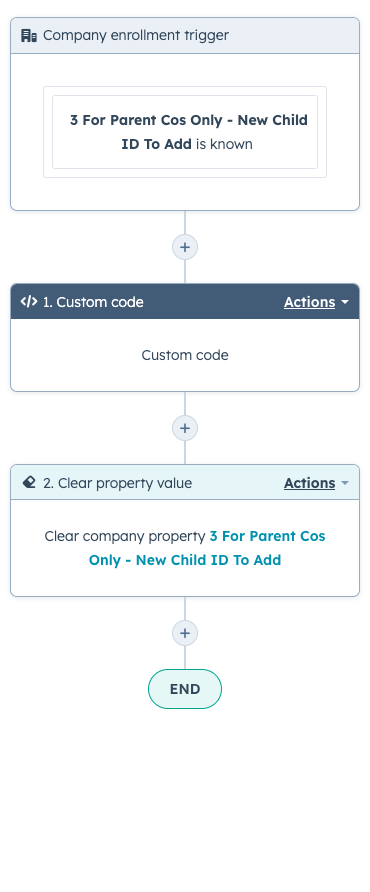 Company enrollment trigger
3 For Parent Cos Only - New Child
ID To Add is known
1. Custom code
Actions
Custom code
2. Clear property value
Actions
Clear company property 3 For Parent Cos
Only - New Child ID To Add
END